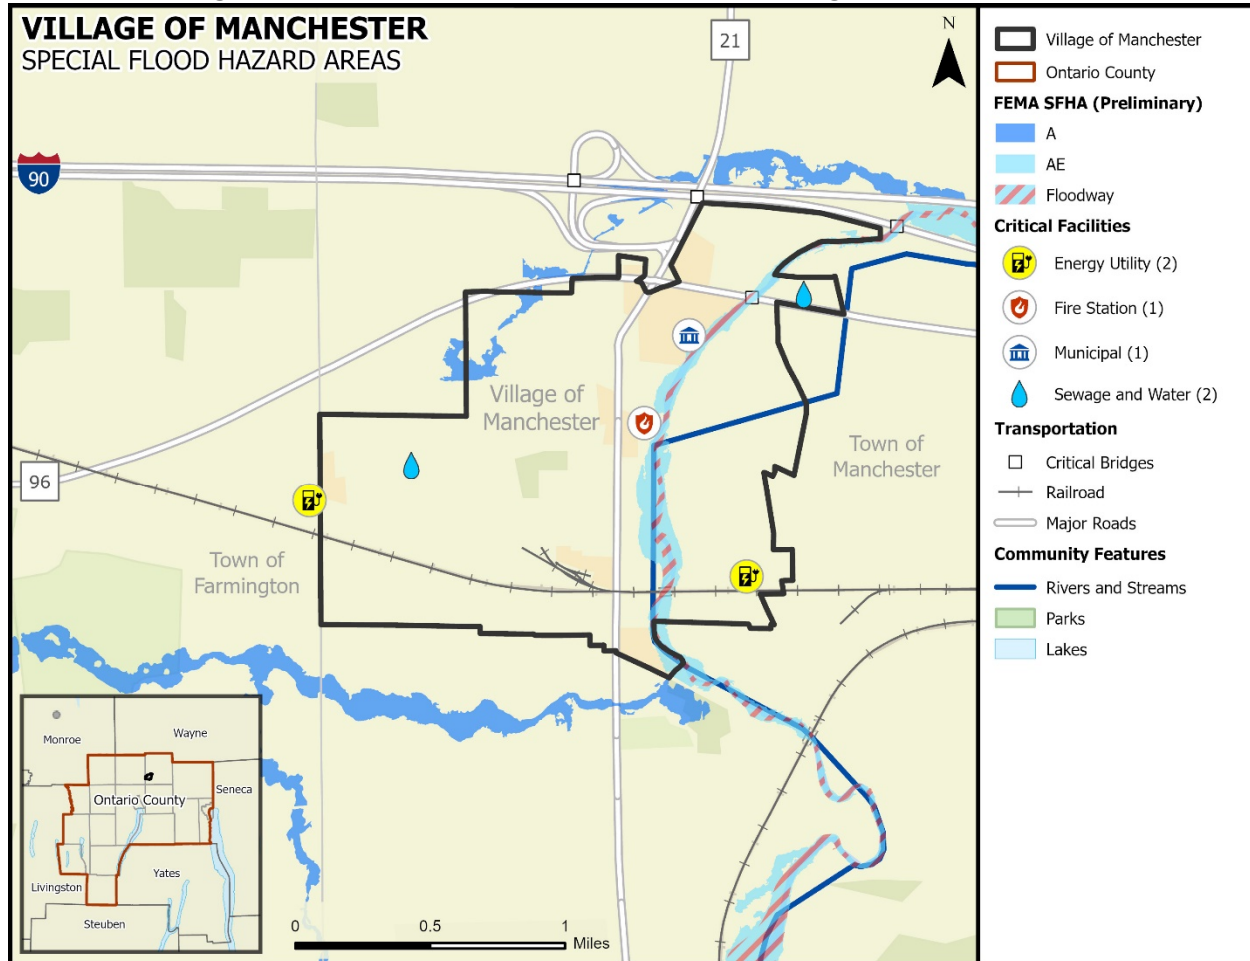 VILLAGE OF MANCHESTER
SPECIAL FLOOD HAZARD AREAS
N
21
90
96
Village of
Manchester
Town of
Manchester
Town of
Farmington
Monroe
Wayne
Ontario County
Seneca
Livingston
Yates
Steuben
0 0.5 1
Miles
Village of Manchester
Ontario County
FEMA SFHA (Preliminary)
A
AE
Floodway
Critical Facilities
Energy Utility (2)
Fire Station (1)
Municipal (1)
Sewage and Water (2)
Transportation
Critical Bridges
Railroad
Major Roads
Community Features
Rivers and Streams
Parks
Lakes